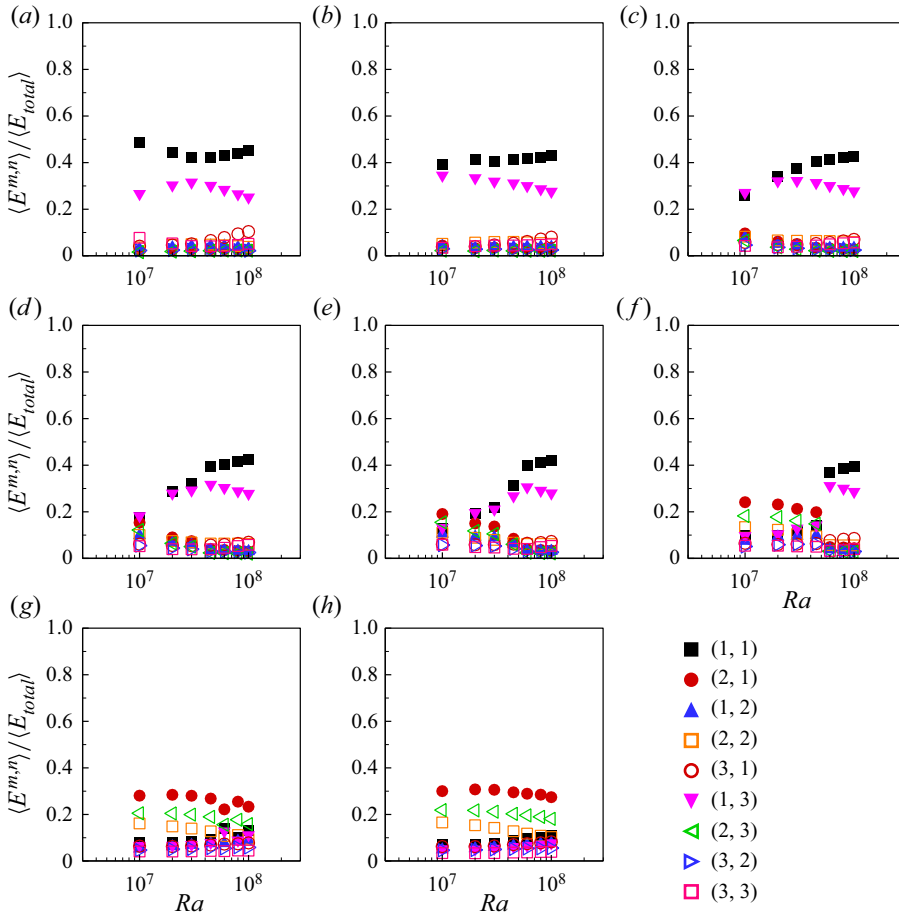 (a) (b) (c)
1.0 1.0 1.0
0.8 0.8 0.8
0.6 0.6 0.6
0.4 0.4 0.4
0.2 0.2 0.2
0 0 0
⟨E^{m,n}⟩/⟨E_{total}⟩
10^7 10^8 10^7 10^8 10^7 10^8
(d) (e) (f)
1.0 1.0 1.0
0.8 0.8 0.8
0.6 0.6 0.6
0.4 0.4 0.4
0.2 0.2 0.2
0 0 0
⟨E^{m,n}⟩/⟨E_{total}⟩
10^7 10^8 10^7 10^8 10^7 10^8
Ra
(g) (h)
1.0 1.0
0.8 0.8
0.6 0.6
0.4 0.4
0.2 0.2
0 0
⟨E^{m,n}⟩/⟨E_{total}⟩
10^7 10^8 10^7 10^8
Ra Ra
(1, 1)
(2, 1)
(1, 2)
(2, 2)
(3, 1)
(1, 3)
(2, 3)
(3, 2)
(3, 3)